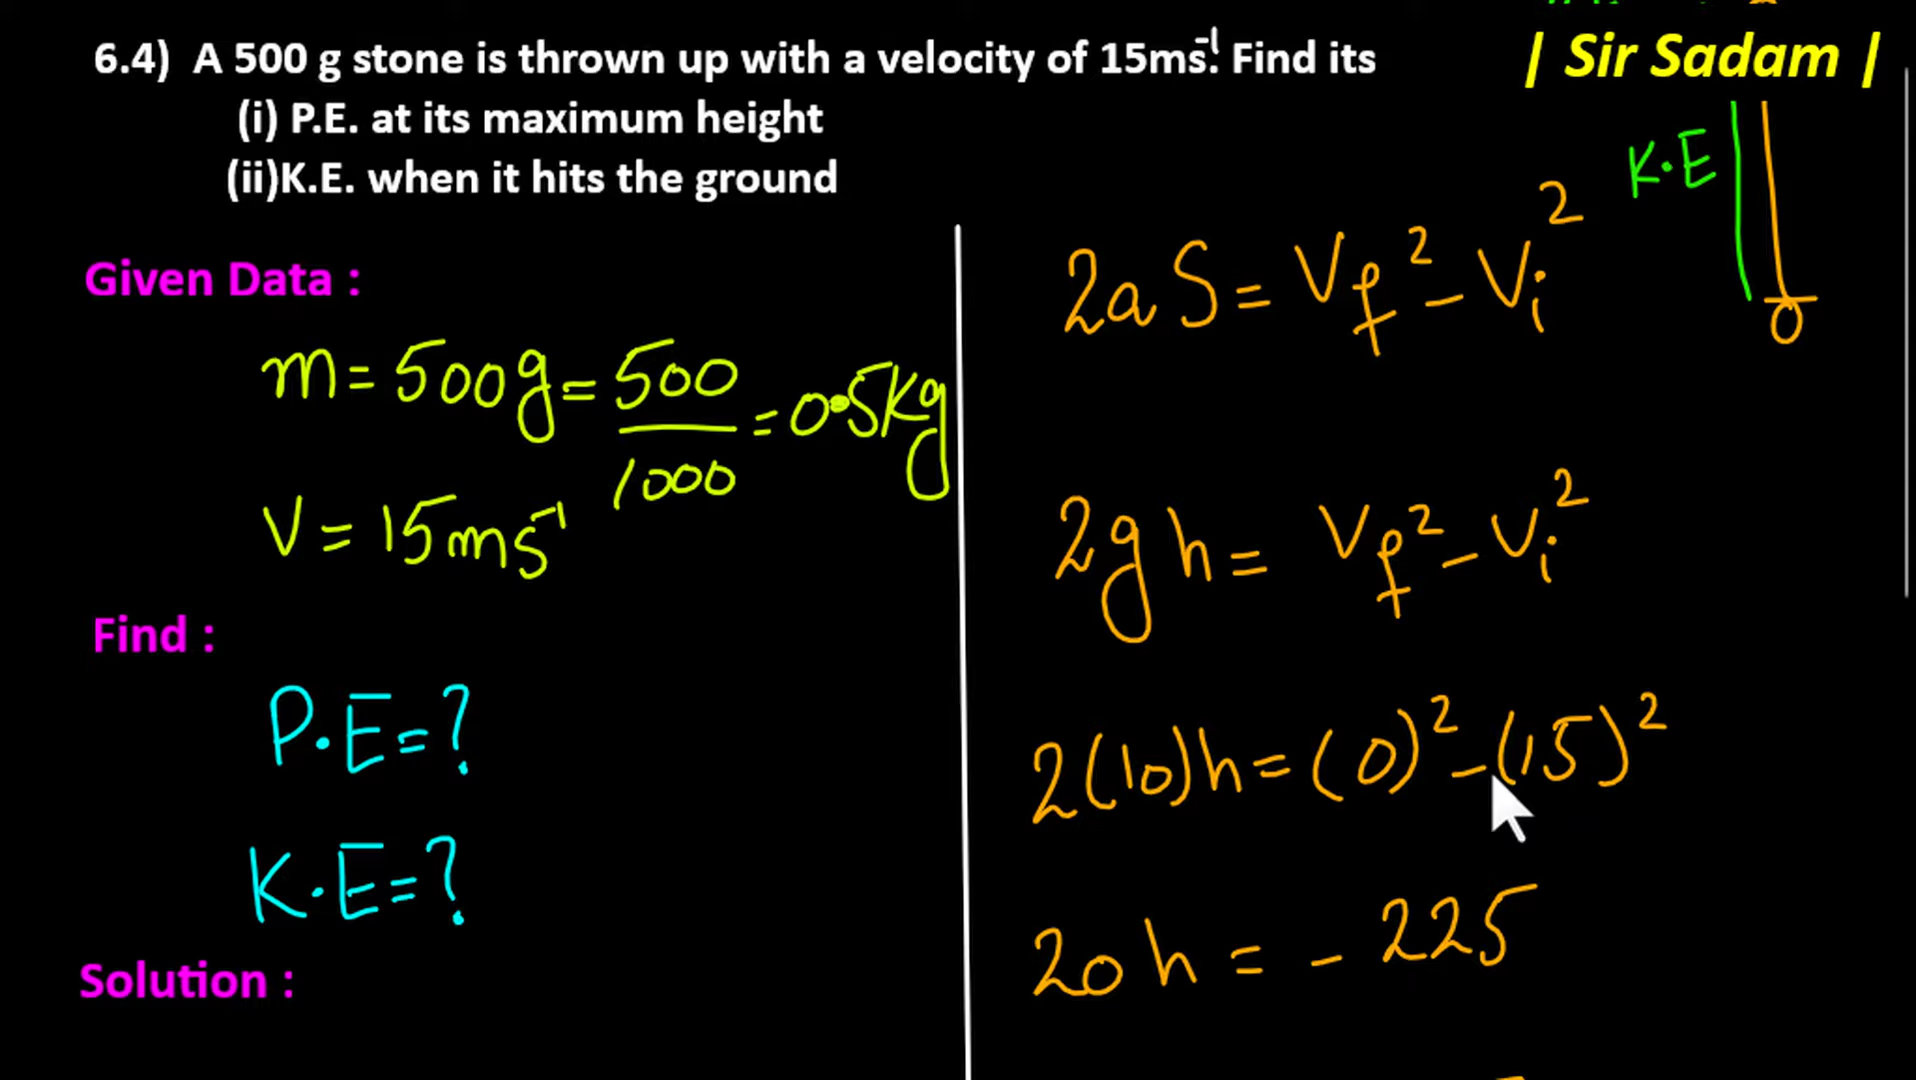 6.4) A 500 g stone is thrown up with a velocity of 15ms⁻¹. Find its
(i) P.E. at its maximum height
(ii)K.E. when it hits the ground
| Sir Sadam |
Given Data :
m = 500g = 500/1000 = 0.5Kg
V = 15ms⁻¹
Find :
P.E = ?
K.E = ?
Solution :
K.E
2aS = Vf² - Vi²
2gh = Vf² - Vi²
2(10)h = (0)² - (15)²
20h = - 225